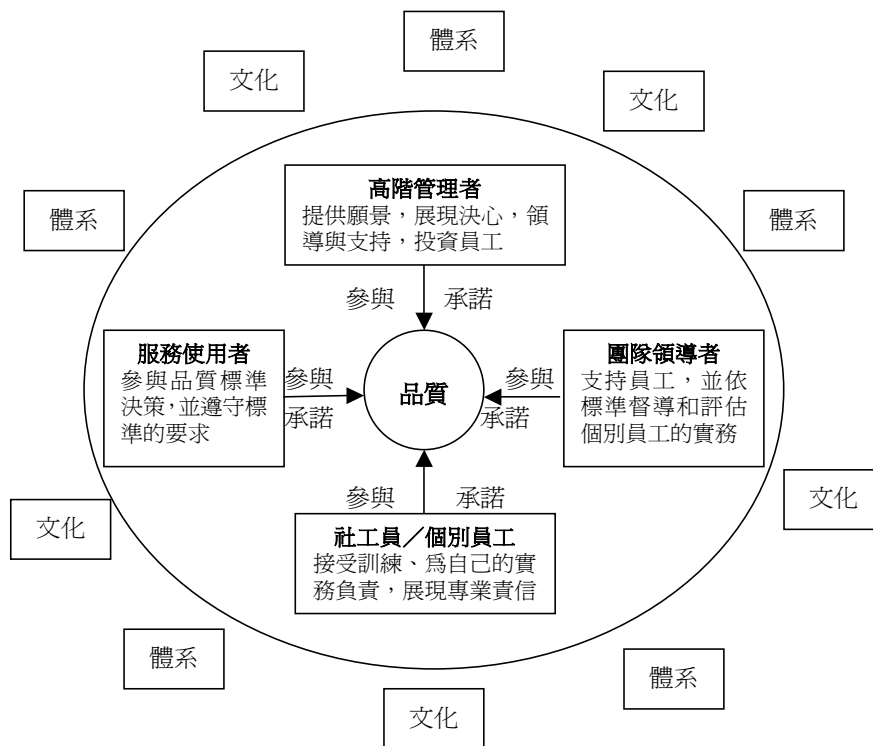 體系
文化
文化
體系
體系
高階管理者
提供願景，展現決心，領
導與支持，投資員工
參與
承諾
服務使用者
參與品質標準
決策，並遵守標
準的要求
參與
承諾
品質
參與
承諾
團隊領導者
支持員工，並依
標準督導和評估
個別員工的實務
參與
承諾
社工員／個別員工
接受訓練、爲自己的實
務負責，展現專業責信
文化
文化
體系
體系
文化